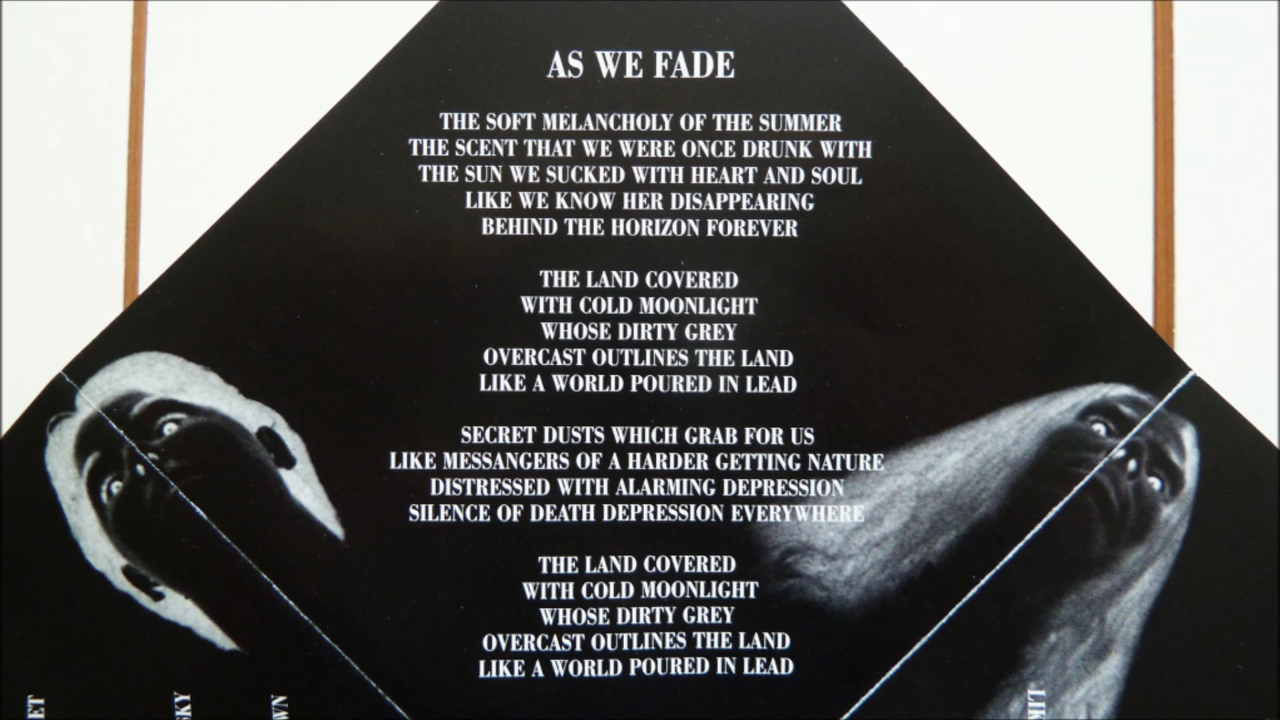 AS WE FADE
THE SOFT MELANCHOLY OF THE SUMMER
THE SCENT THAT WE WERE ONCE DRUNK WITH
THE SUN WE SUCKED WITH HEART AND SOUL
LIKE WE KNOW HER DISAPPEARING
BEHIND THE HORIZON FOREVER
THE LAND COVERED
WITH COLD MOONLIGHT
WHOSE DIRTY GREY
OVERCAST OUTLINES THE LAND
LIKE A WORLD POURED IN LEAD
SECRET DUSTS WHICH GRAB FOR US
LIKE MESSANGERS OF A HARDER GETTING NATURE
DISTRESSED WITH ALARMING DEPRESSION
SILENCE OF DEATH DEPRESSION EVERYWHERE
THE LAND COVERED
WITH COLD MOONLIGHT
WHOSE DIRTY GREY
OVERCAST OUTLINES THE LAND
LIKE A WORLD POURED IN LEAD